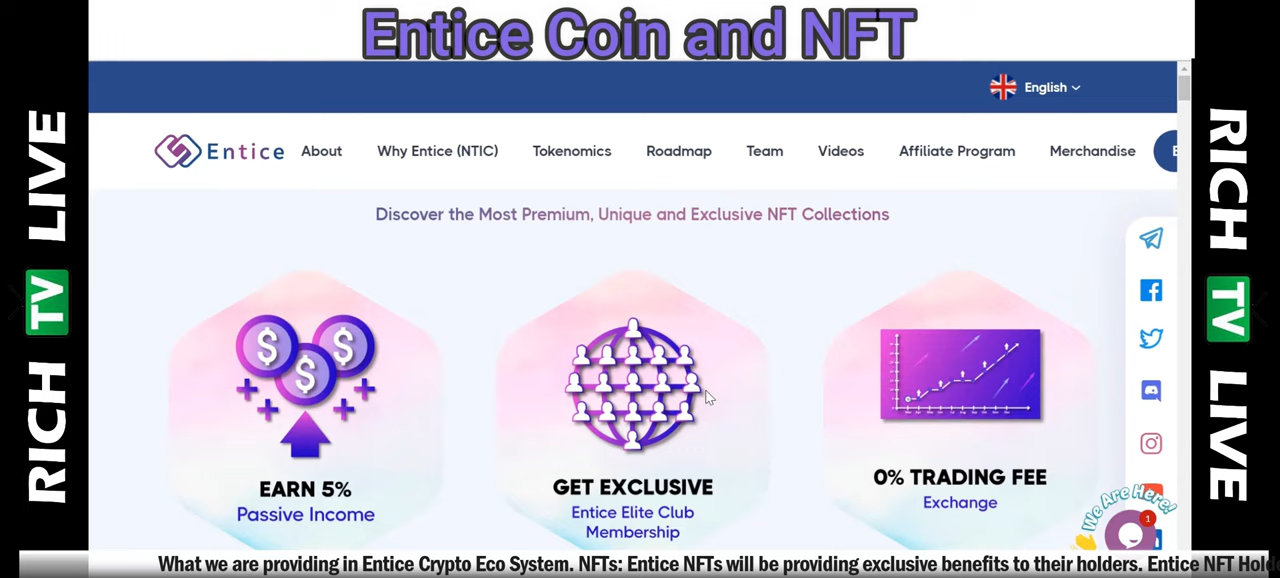 Entice Coin and NFT
English
Entice
About
Why Entice (NTIC)
Tokenomics
Roadmap
Team
Videos
Affiliate Program
Merchandise
E
Discover the Most Premium, Unique and Exclusive NFT Collections
EARN 5%
Passive Income
GET EXCLUSIVE
Entice Elite Club
Membership
0% TRADING FEE
Exchange
We Are Here!
1
RICH TV LIVE
RICH TV LIVE
What we are providing in Entice Crypto Eco System. NFTs: Entice NFTs will be providing exclusive benefits to their holders. Entice NFT Hold